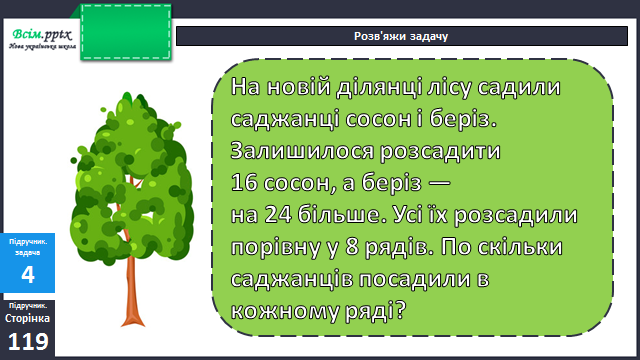 Всім.pptx
Нова українська школа
Розв'яжи задачу
На новій ділянці лісу садили
саджанці сосон і беріз.
Залишилося розсадити
16 сосон, а беріз —
на 24 більше. Усі їх розсадили
порівну у 8 рядів. По скільки
саджанців посадили в
кожному ряді?
Підручник.
задача
4
Підручник.
Сторінка
119